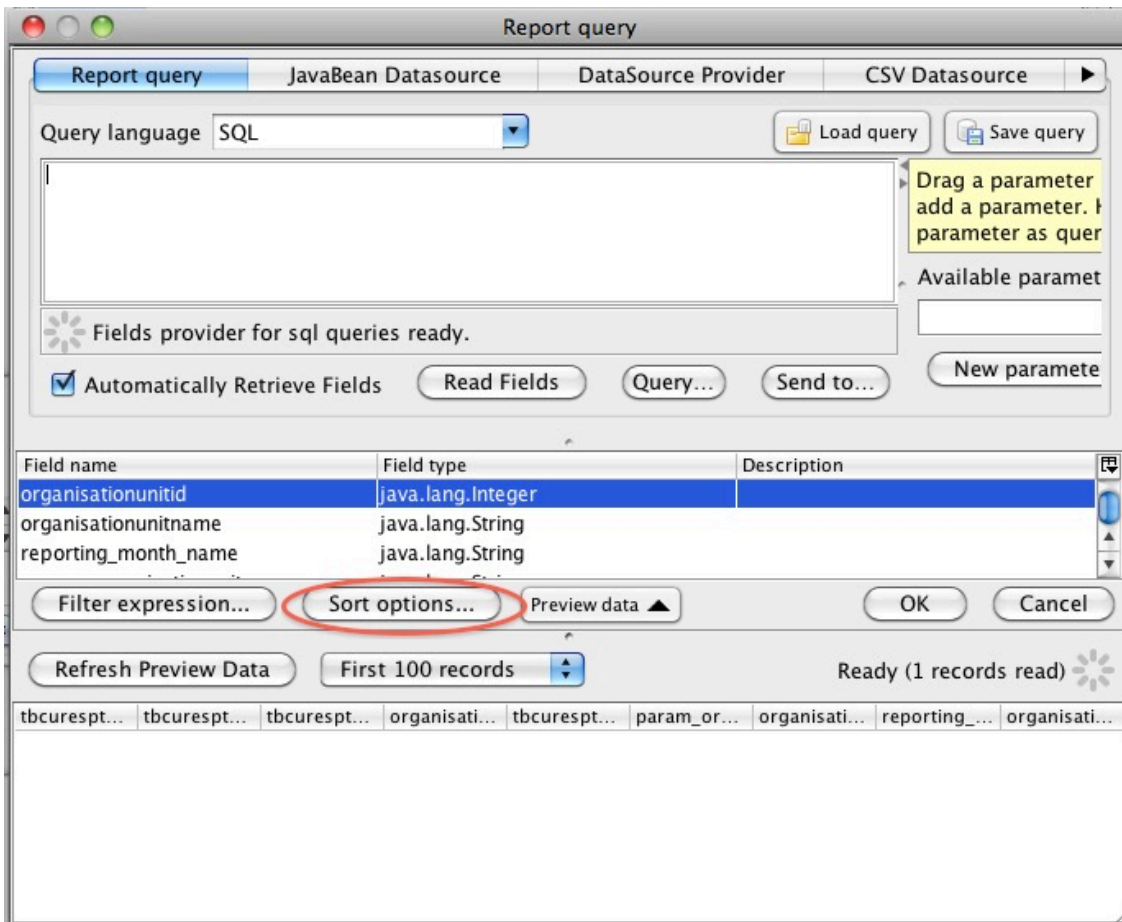 Report query
Report query JavaBean Datasource DataSource Provider CSV Datasource
Query language SQL Load query Save query
Drag a parameter
add a parameter.
parameter as quer
Available paramet
Fields provider for sql queries ready.
Automatically Retrieve Fields Read Fields Query... Send to... New paramete
Field name Field type Description
organisationunitid java.lang.Integer
organisationunitname java.lang.String
reporting_month_name java.lang.String
Filter expression... Sort options... Preview data OK Cancel
Refresh Preview Data First 100 records Ready (1 records read)
tbcurespt... tbcurespt... tbcurespt... organisati... tbcurespt... param_or... organisati... reporting_... organisati...